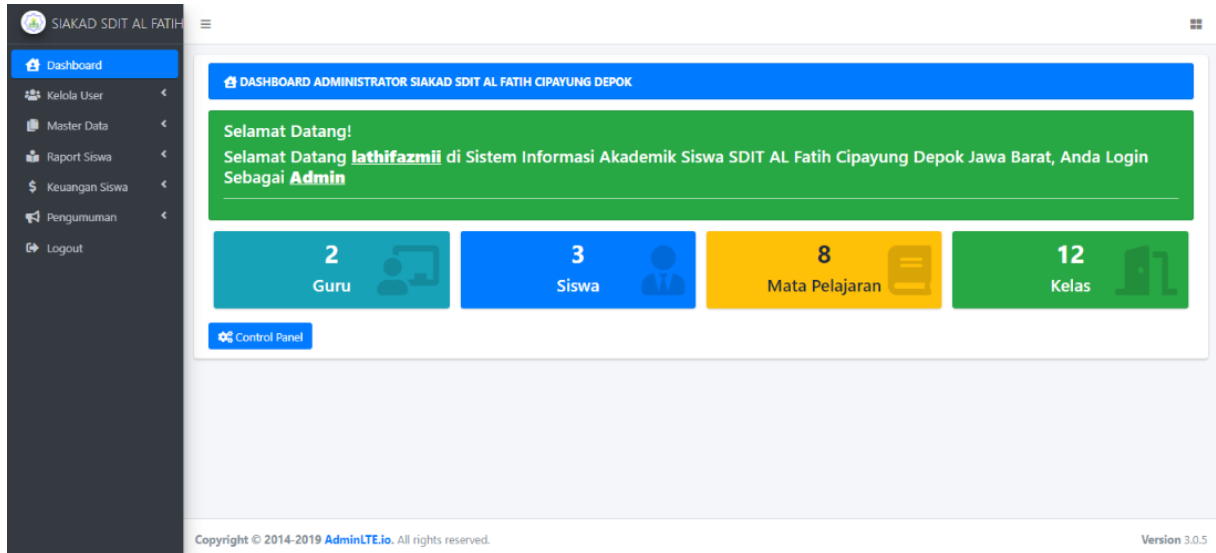 SIAKAD SDIT AL FATIH
Dashboard
Kelola User
Master Data
Raport Siswa
Keuangan Siswa
Pengumuman
Logout
DASHBOARD ADMINISTRATOR SIAKAD SDIT AL FATIH CIPAYUNG DEPOK
Selamat Datang!
Selamat Datang lathifazmii di Sistem Informasi Akademik Siswa SDIT AL Fatih Cipayung Depok Jawa Barat, Anda Login
Sebagai Admin
2
Guru
3
Siswa
8
Mata Pelajaran
12
Kelas
Control Panel
Copyright © 2014-2019 AdminLTE.io. All rights reserved.
Version 3.0.5